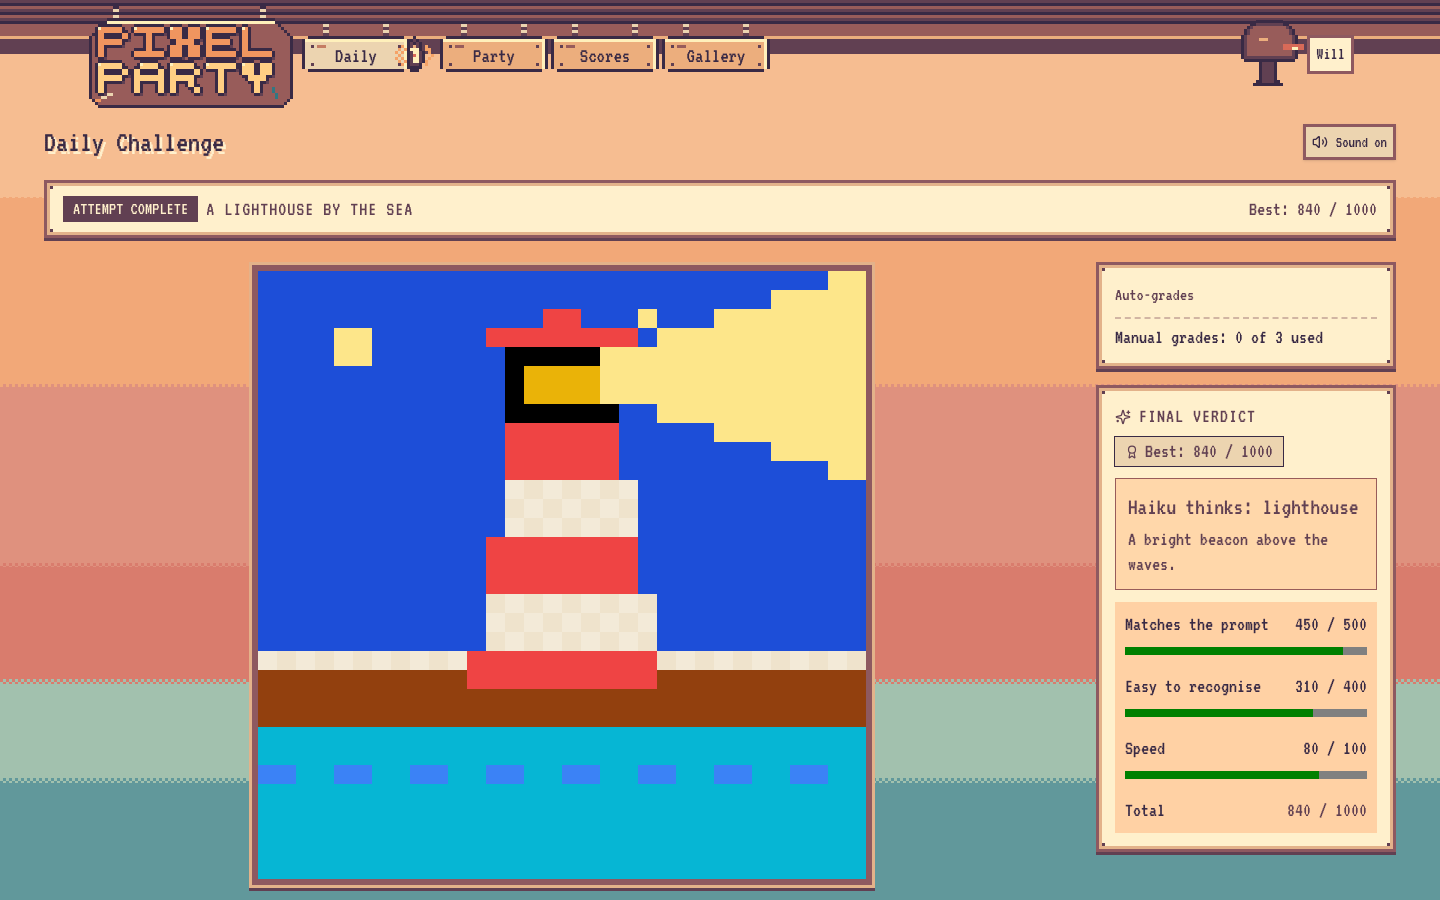 PIXEL
PARTY
Daily
Party
Scores
Gallery
Will
Daily Challenge
Sound on
ATTEMPT COMPLETE
A LIGHTHOUSE BY THE SEA
Best: 840 / 1000
Auto-grades
Manual grades: 0 of 3 used
FINAL VERDICT
Best: 840 / 1000
Haiku thinks: lighthouse
A bright beacon above the
waves.
Matches the prompt 450 / 500
Easy to recognise 310 / 400
Speed 80 / 100
Total 840 / 1000